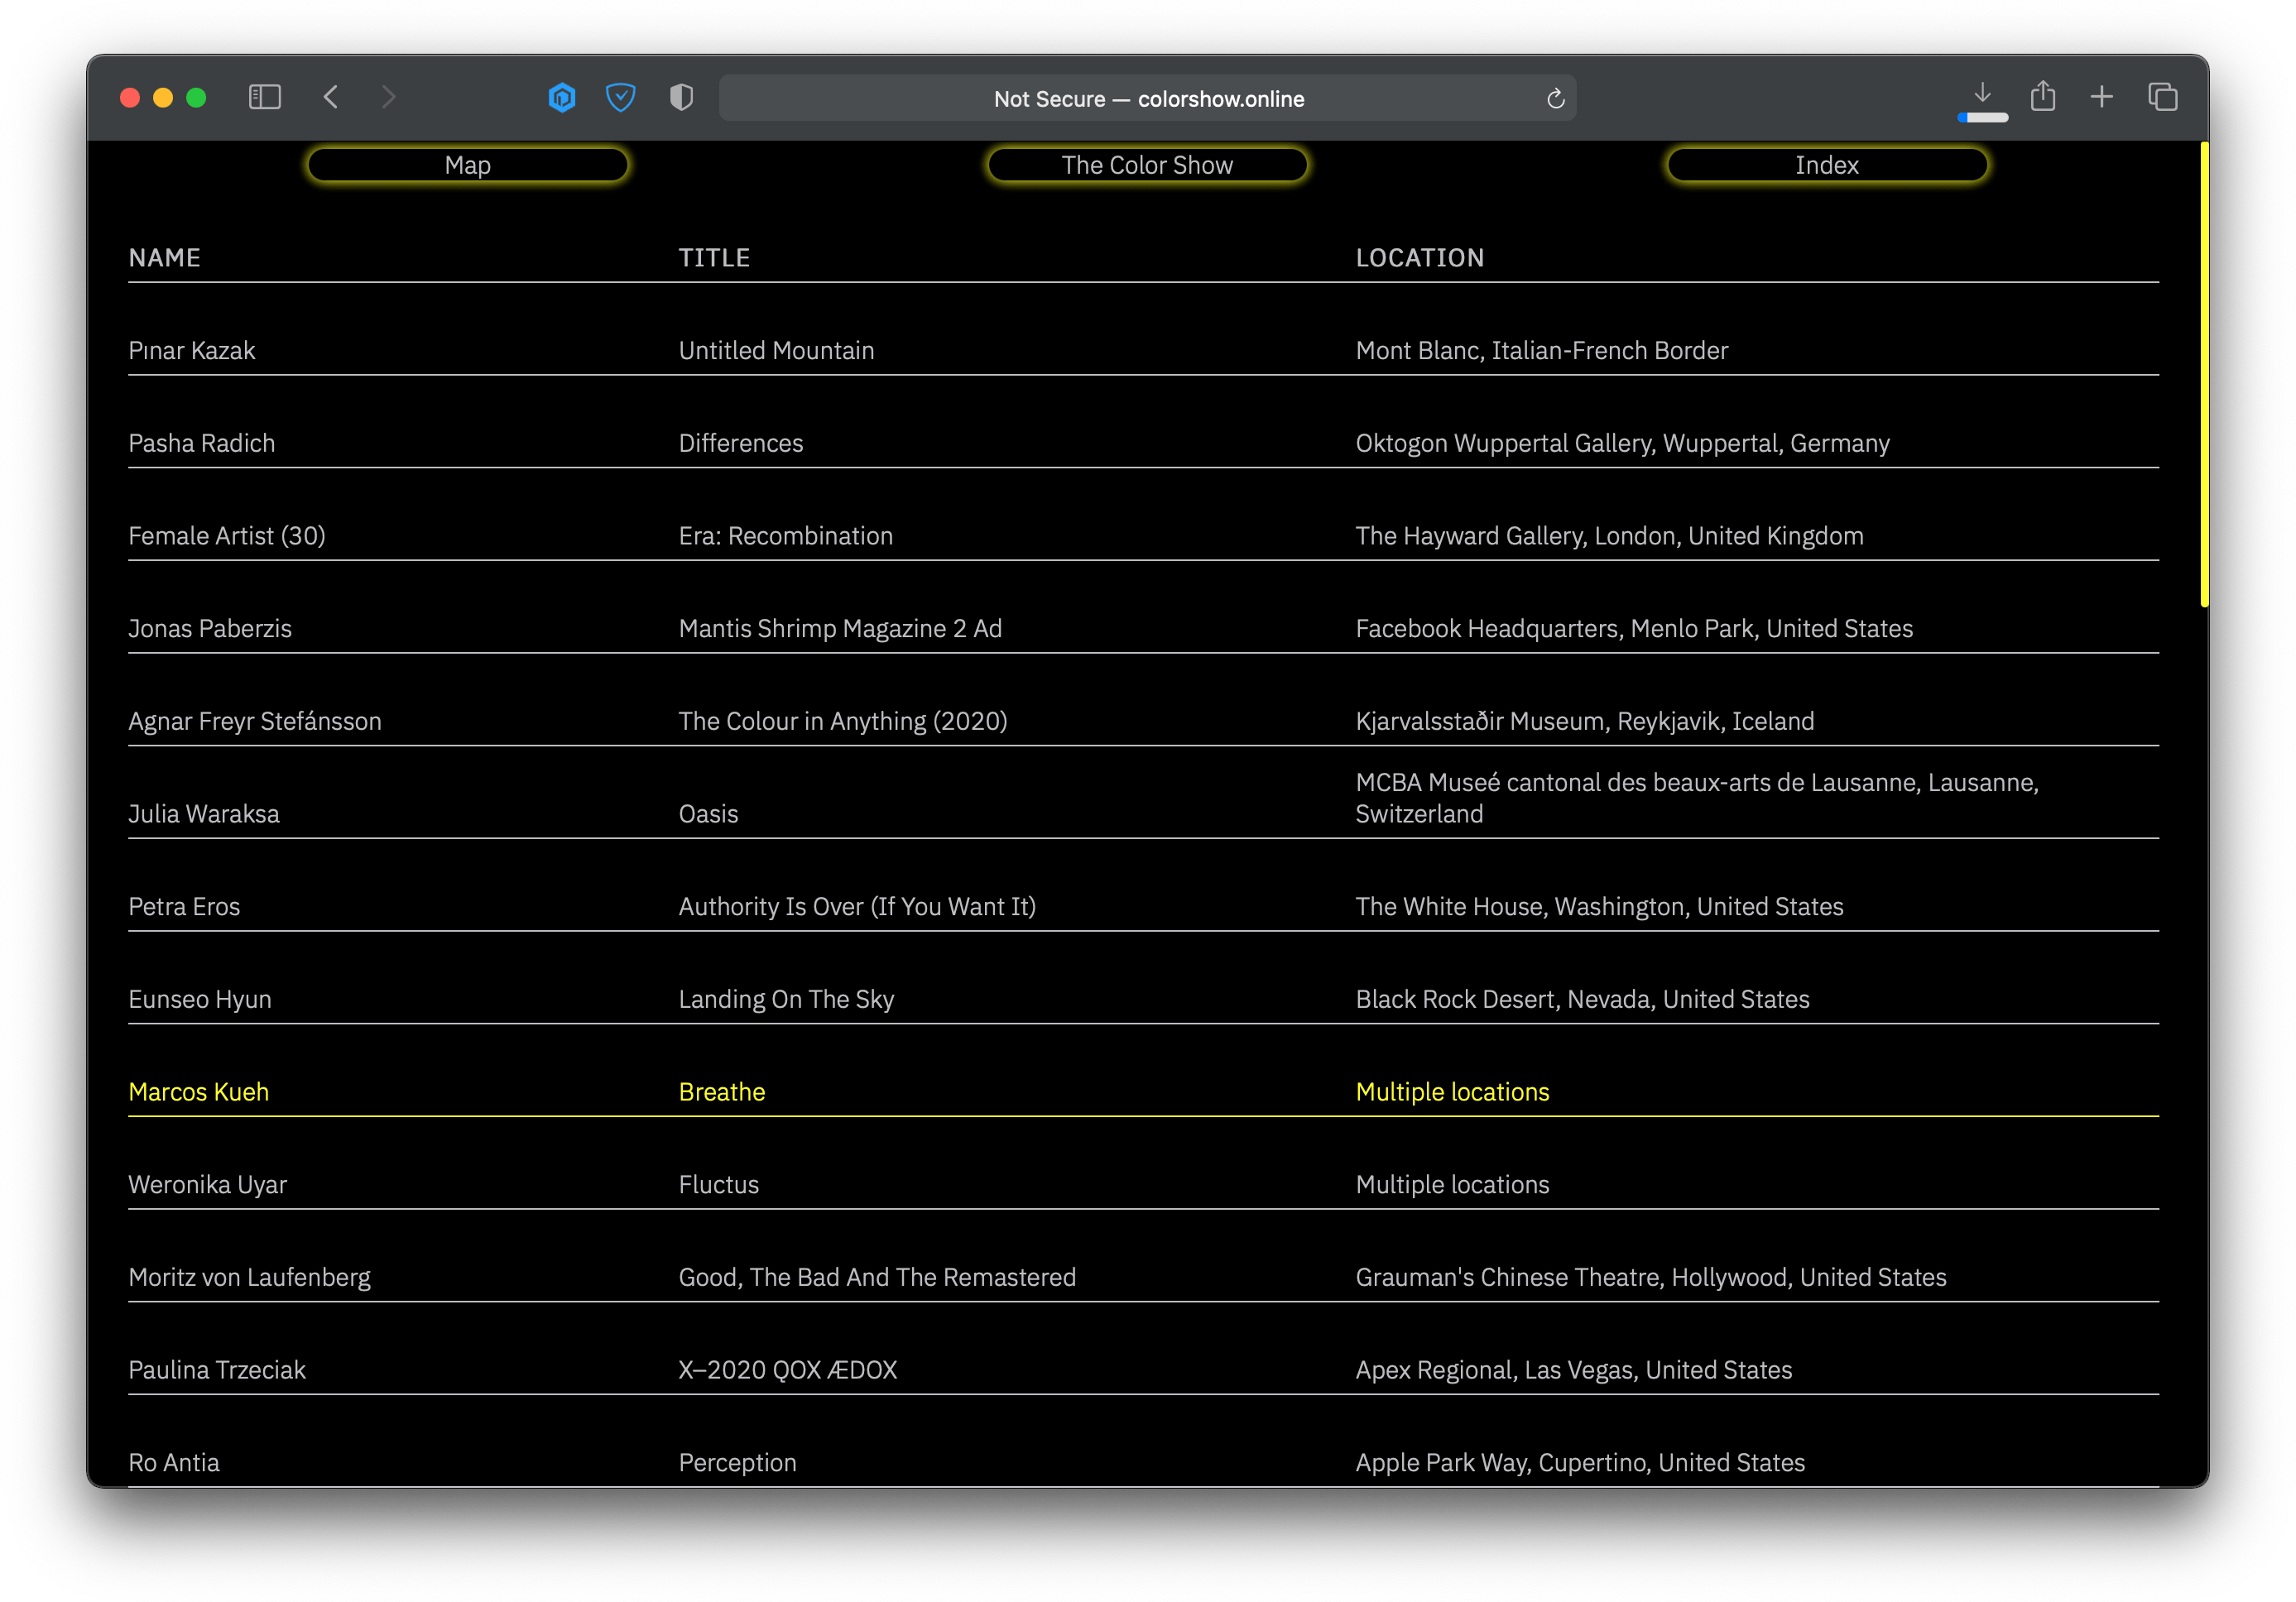 Not Secure — colorshow.online
Map The Color Show Index
NAME TITLE LOCATION
Pınar Kazak Untitled Mountain Mont Blanc, Italian-French Border
Pasha Radich Differences Oktogon Wuppertal Gallery, Wuppertal, Germany
Female Artist (30) Era: Recombination The Hayward Gallery, London, United Kingdom
Jonas Paberzis Mantis Shrimp Magazine 2 Ad Facebook Headquarters, Menlo Park, United States
Agnar Freyr Stefánsson The Colour in Anything (2020) Kjarvalsstaðir Museum, Reykjavik, Iceland
MCBA Museé cantonal des beaux-arts de Lausanne, Lausanne,
Julia Waraksa Oasis Switzerland
Petra Eros Authority Is Over (If You Want It) The White House, Washington, United States
Eunseo Hyun Landing On The Sky Black Rock Desert, Nevada, United States
Marcos Kueh Breathe Multiple locations
Weronika Uyar Fluctus Multiple locations
Moritz von Laufenberg Good, The Bad And The Remastered Grauman's Chinese Theatre, Hollywood, United States
Paulina Trzeciak X–2020 QOX ÆDOX Apex Regional, Las Vegas, United States
Ro Antia Perception Apple Park Way, Cupertino, United States